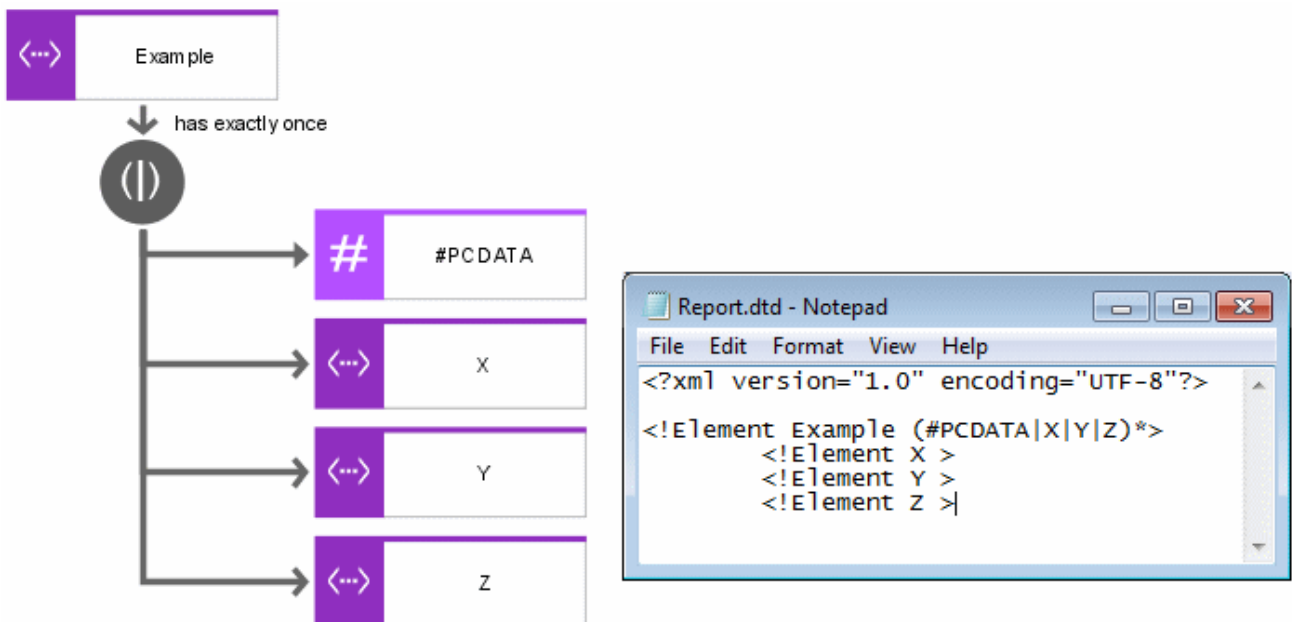 Example
has exactly once
(|)
#
#PCDATA
X
Y
Z
Report.dtd - Notepad
File Edit Format View Help
<?xml version="1.0" encoding="UTF-8"?>
<!Element Example (#PCDATA|X|Y|Z)*>
<!Element X >
<!Element Y >
<!Element Z >